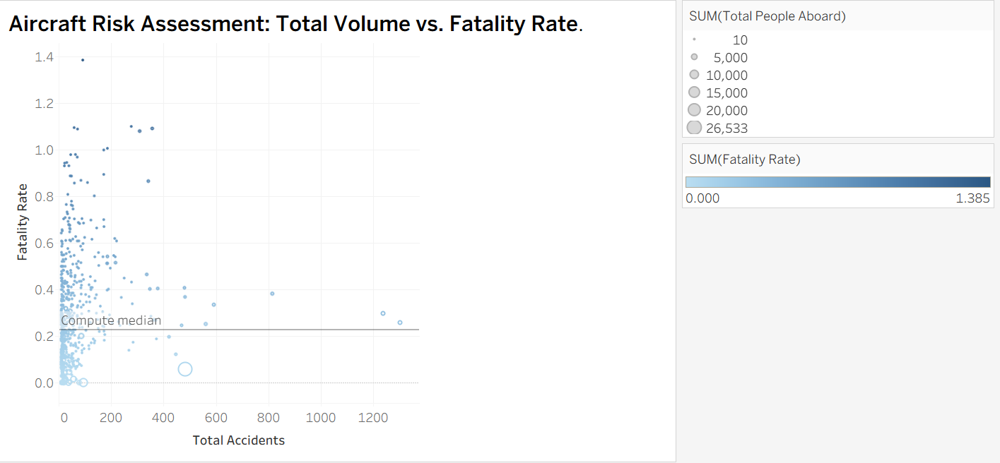 Aircraft Risk Assessment: Total Volume vs. Fatality Rate.
1.4
1.2
1.0
0.8
0.6
0.4
0.2
0.0
Fatality Rate
Compute median
0 200 400 600 800 1000 1200
Total Accidents
SUM(Total People Aboard)
10
5,000
10,000
15,000
20,000
26,533
SUM(Fatality Rate)
0.000 1.385